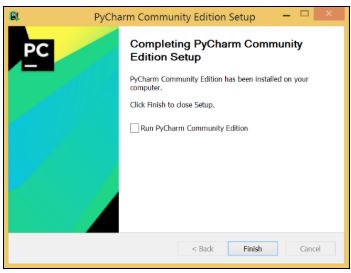 PyCharm Community Edition Setup
PC
Completing PyCharm Community
Edition Setup
PyCharm Community Edition has been installed on your
computer.
Click Finish to close Setup.
Run PyCharm Community Edition
< Back Finish Cancel